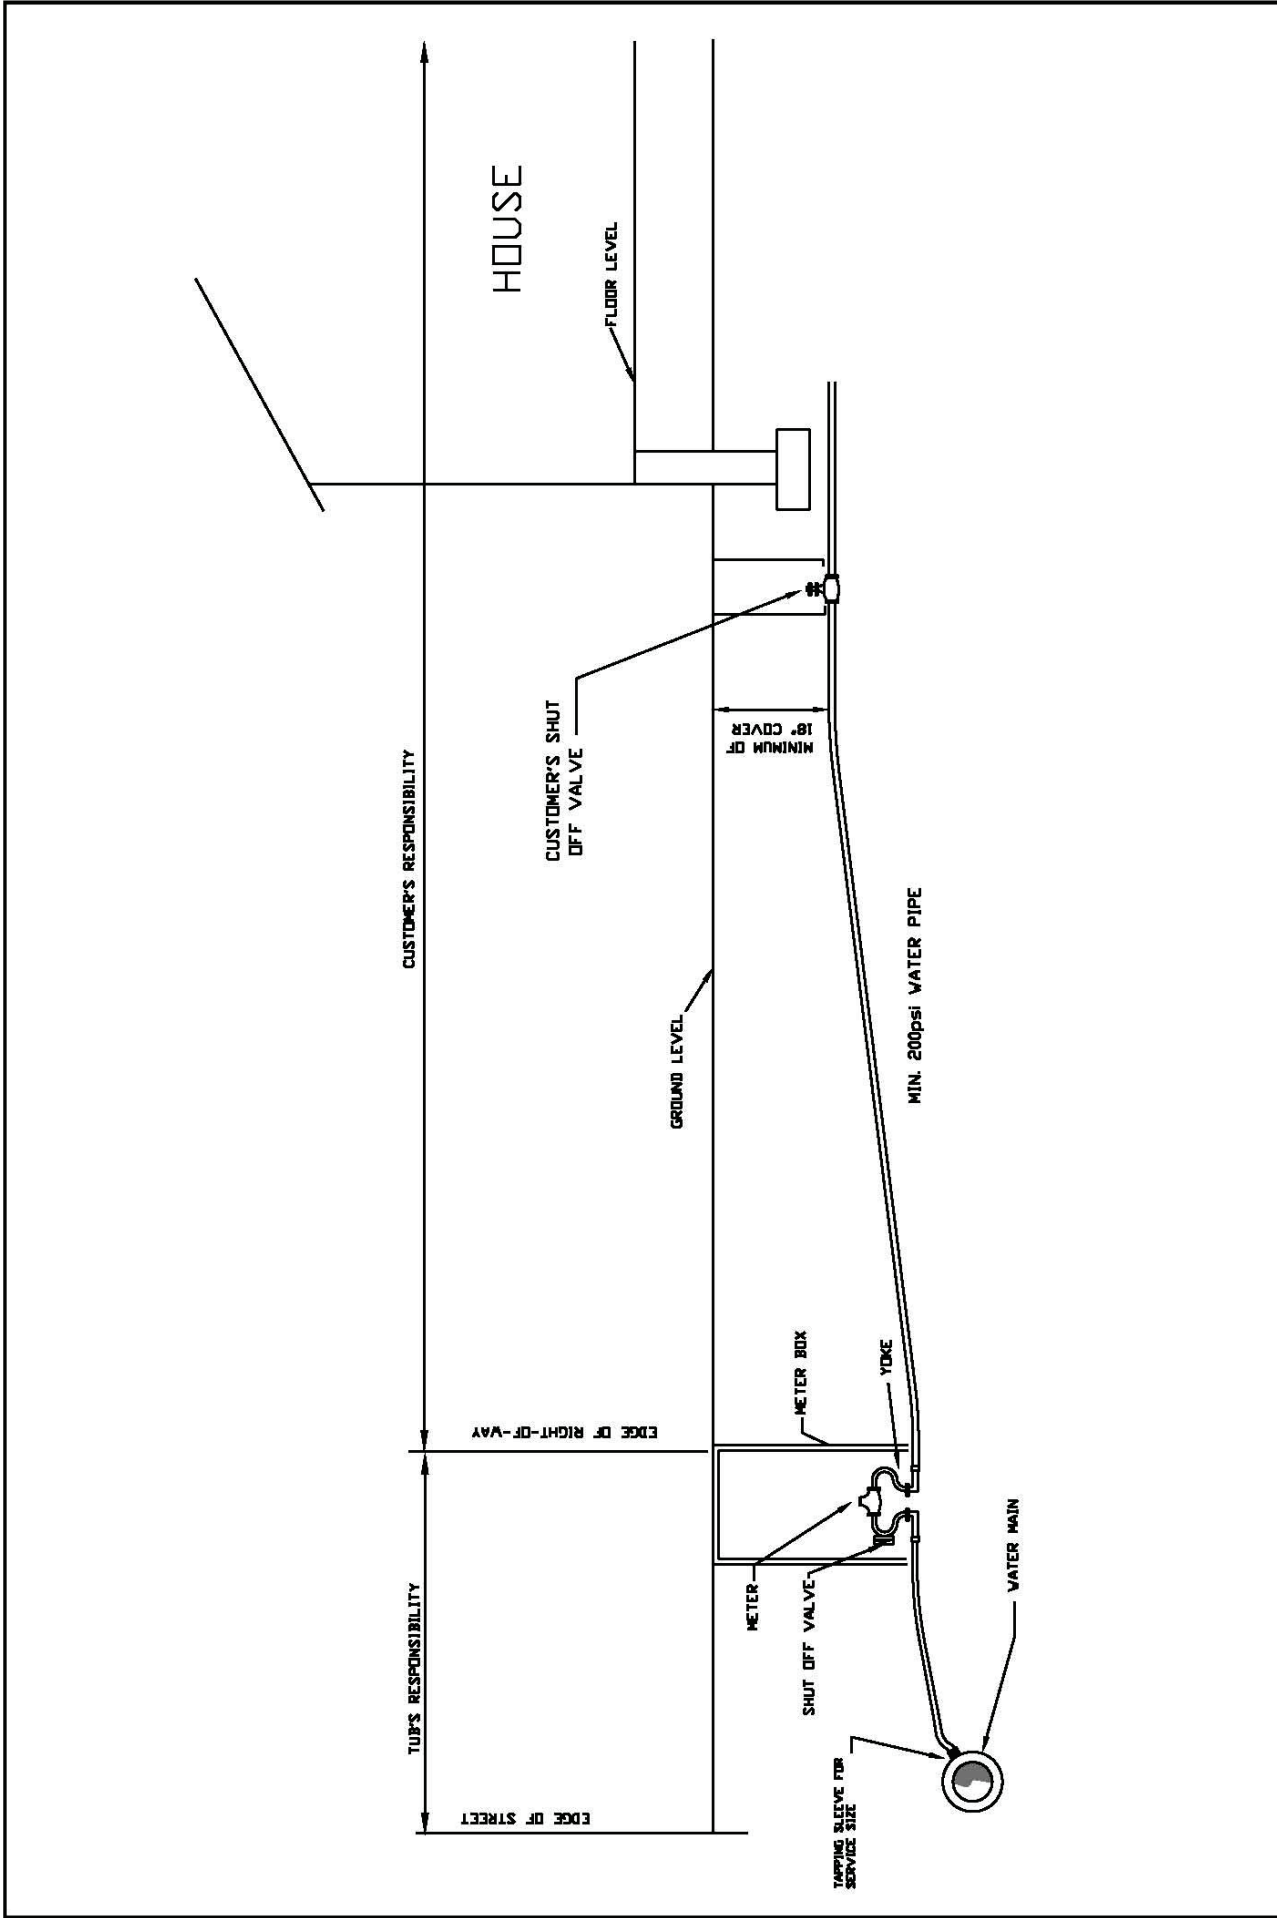 HOUSE
FLOOR LEVEL
CUSTOMER'S RESPONSIBILITY
CUSTOMER'S SHUT
OFF VALVE
MINIMUM OF
18" COVER
GROUND LEVEL
MIN. 200psi WATER PIPE
EDGE OF RIGHT-OF-WAY
METER BOX
YOKE
TUB'S RESPONSIBILITY
METER
SHUT OFF VALVE
WATER MAIN
EDGE OF STREET
TAPPING SLEEVE FOR
SERVICE SIZE